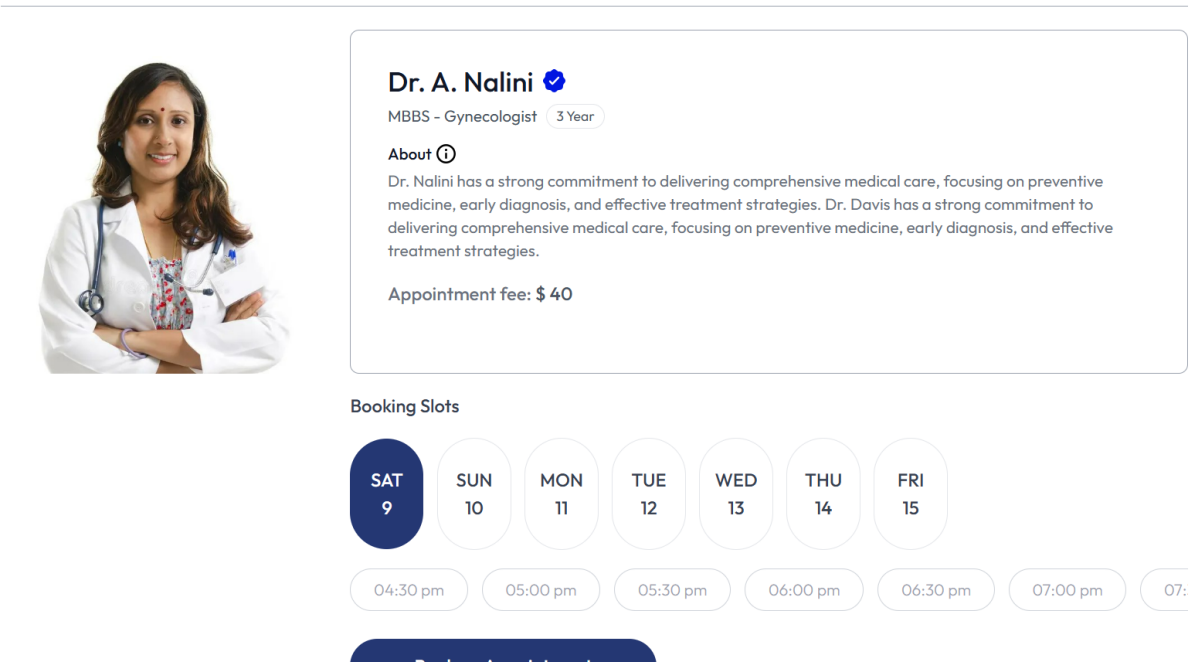 Dr. A. Nalini
MBBS - Gynecologist 3 Year
About
Dr. Nalini has a strong commitment to delivering comprehensive medical care, focusing on preventive
medicine, early diagnosis, and effective treatment strategies. Dr. Davis has a strong commitment to
delivering comprehensive medical care, focusing on preventive medicine, early diagnosis, and effective
treatment strategies.
Appointment fee: $ 40
Booking Slots
SAT SUN MON TUE WED THU FRI
9 10 11 12 13 14 15
04:30 pm 05:00 pm 05:30 pm 06:00 pm 06:30 pm 07:00 pm 07: